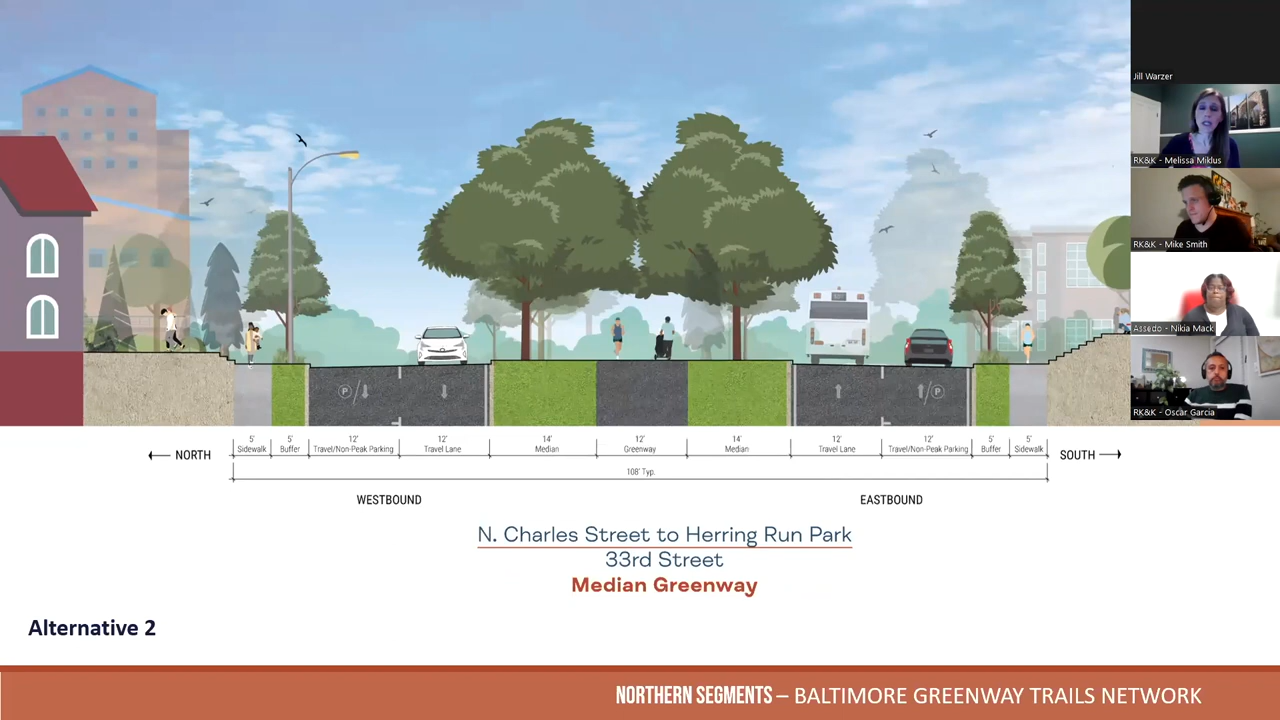 Jill Warzer
RK&K - Melissa Miklus
RK&K - Mike Smith
Assedo - Nikia Mack
RK&K - Oscar Garcia
P
P
5' 5' 12' 12' 14' 12' 14' 12' 12' 5' 5'
Sidewalk Buffer Travel/Non-Peak Parking Travel Lane Median Greenway Median Travel Lane Travel/Non-Peak Parking Buffer Sidewalk
NORTH SOUTH
108' Typ.
WESTBOUND EASTBOUND
N. Charles Street to Herring Run Park
33rd Street
Median Greenway
Alternative 2
NORTHERN SEGMENTS – BALTIMORE GREENWAY TRAILS NETWORK